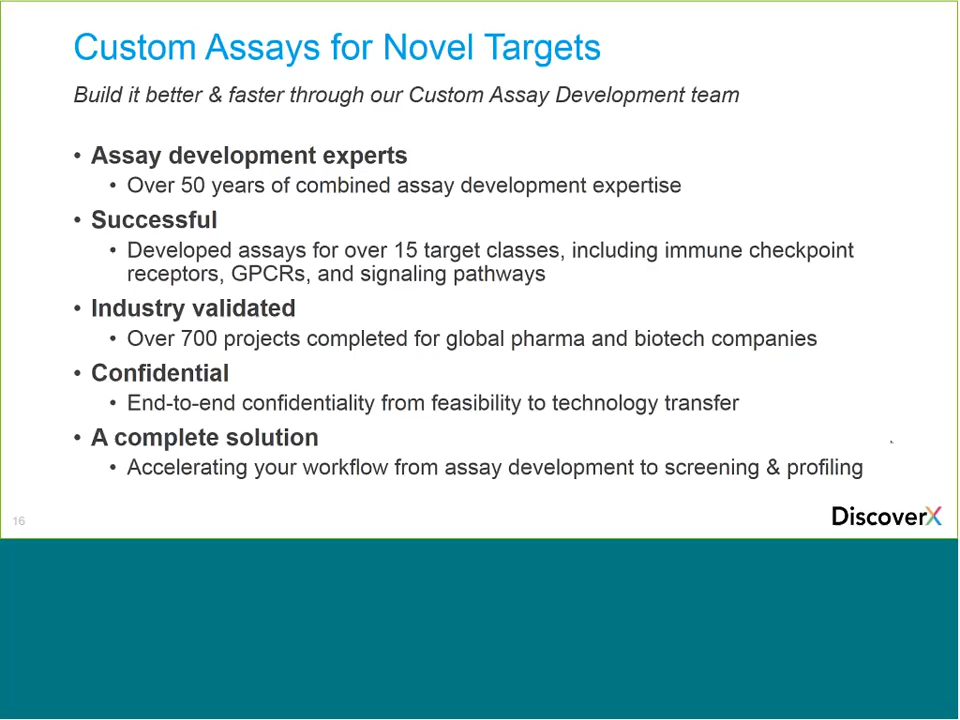 Custom Assays for Novel Targets
Build it better & faster through our Custom Assay Development team
• Assay development experts
• Over 50 years of combined assay development expertise
• Successful
• Developed assays for over 15 target classes, including immune checkpoint
receptors, GPCRs, and signaling pathways
• Industry validated
• Over 700 projects completed for global pharma and biotech companies
• Confidential
• End-to-end confidentiality from feasibility to technology transfer
• A complete solution
• Accelerating your workflow from assay development to screening & profiling
16
DiscoverX